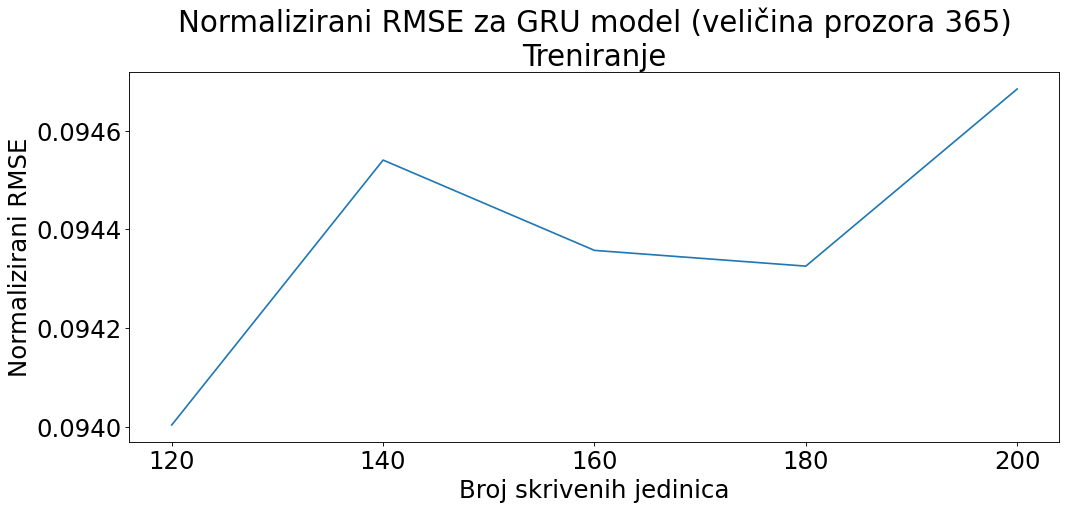 Normalizirani RMSE za GRU model (veličina prozora 365)
Treniranje
Normalizirani RMSE
0.0946
0.0944
0.0942
0.0940
120 140 160 180 200
Broj skrivenih jedinica